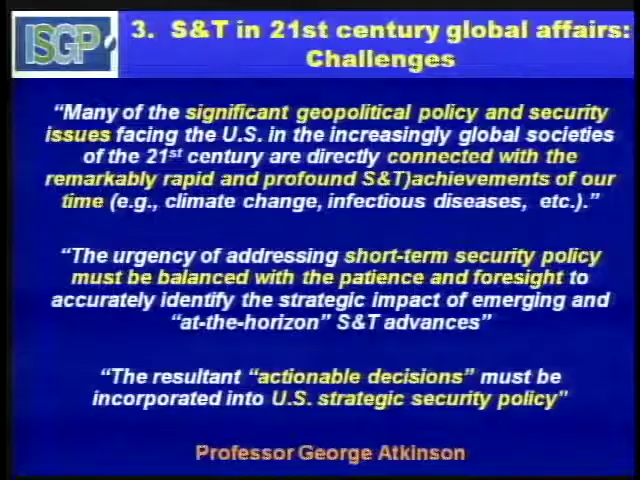 ISGP
3. S&T in 21st century global affairs:
Challenges
“Many of the significant geopolitical policy and security
issues facing the U.S. in the increasingly global societies
of the 21st century are directly connected with the
remarkably rapid and profound S&T)achievements of our
time (e.g., climate change, infectious diseases, etc.).”
“The urgency of addressing short-term security policy
must be balanced with the patience and foresight to
accurately identify the strategic impact of emerging and
“at-the-horizon” S&T advances”
“The resultant “actionable decisions” must be
incorporated into U.S. strategic security policy”
Professor George Atkinson